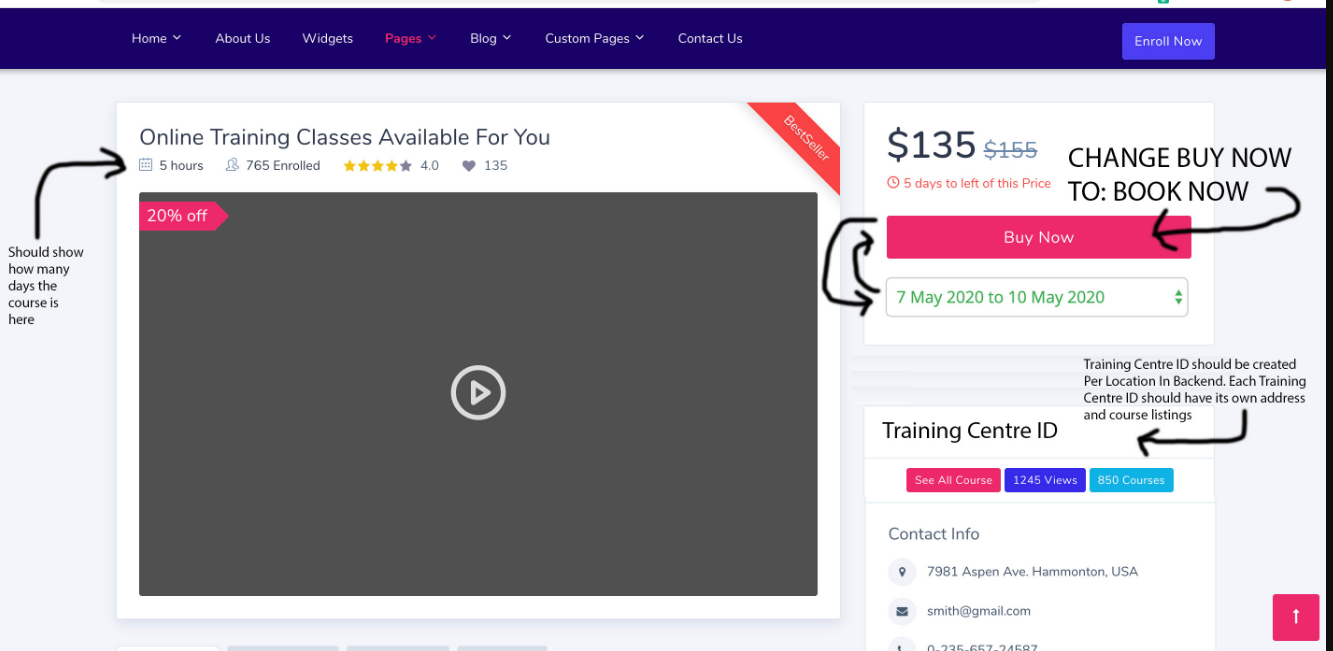 Home About Us Widgets Pages Blog Custom Pages Contact Us Enroll Now
Online Training Classes Available For You
5 hours 765 Enrolled 4.0 135
BestSeller
20% off
Should show
how many
days the
course is
here
$135 $155
5 days to left of this Price
CHANGE BUY NOW
TO: BOOK NOW
Buy Now
7 May 2020 to 10 May 2020
Training Centre ID should be created
Per Location In Backend. Each Training
Centre ID should have its own address
and course listings
Training Centre ID
See All Course 1245 Views 850 Courses
Contact Info
7981 Aspen Ave. Hammonton, USA
smith@gmail.com
0-235-657-24587